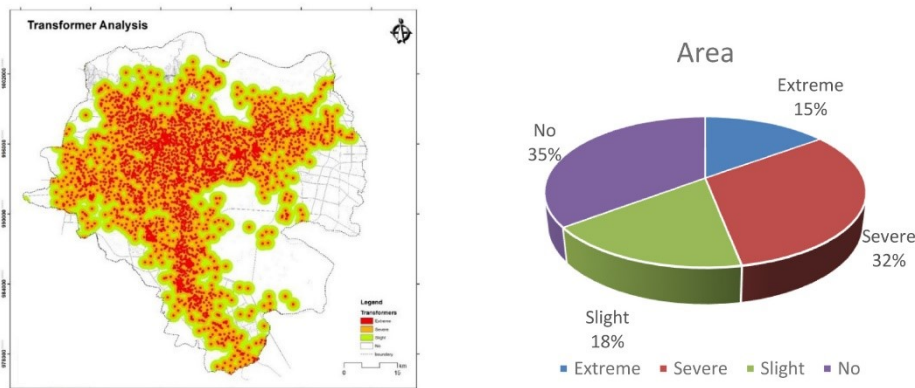 Transformer Analysis
Legend
Transformers
Extreme
Severe
Slight
No
boundary
0
10
km
Area
Extreme
15%
Severe
32%
Slight
18%
No
35%
Extreme
Severe
Slight
No